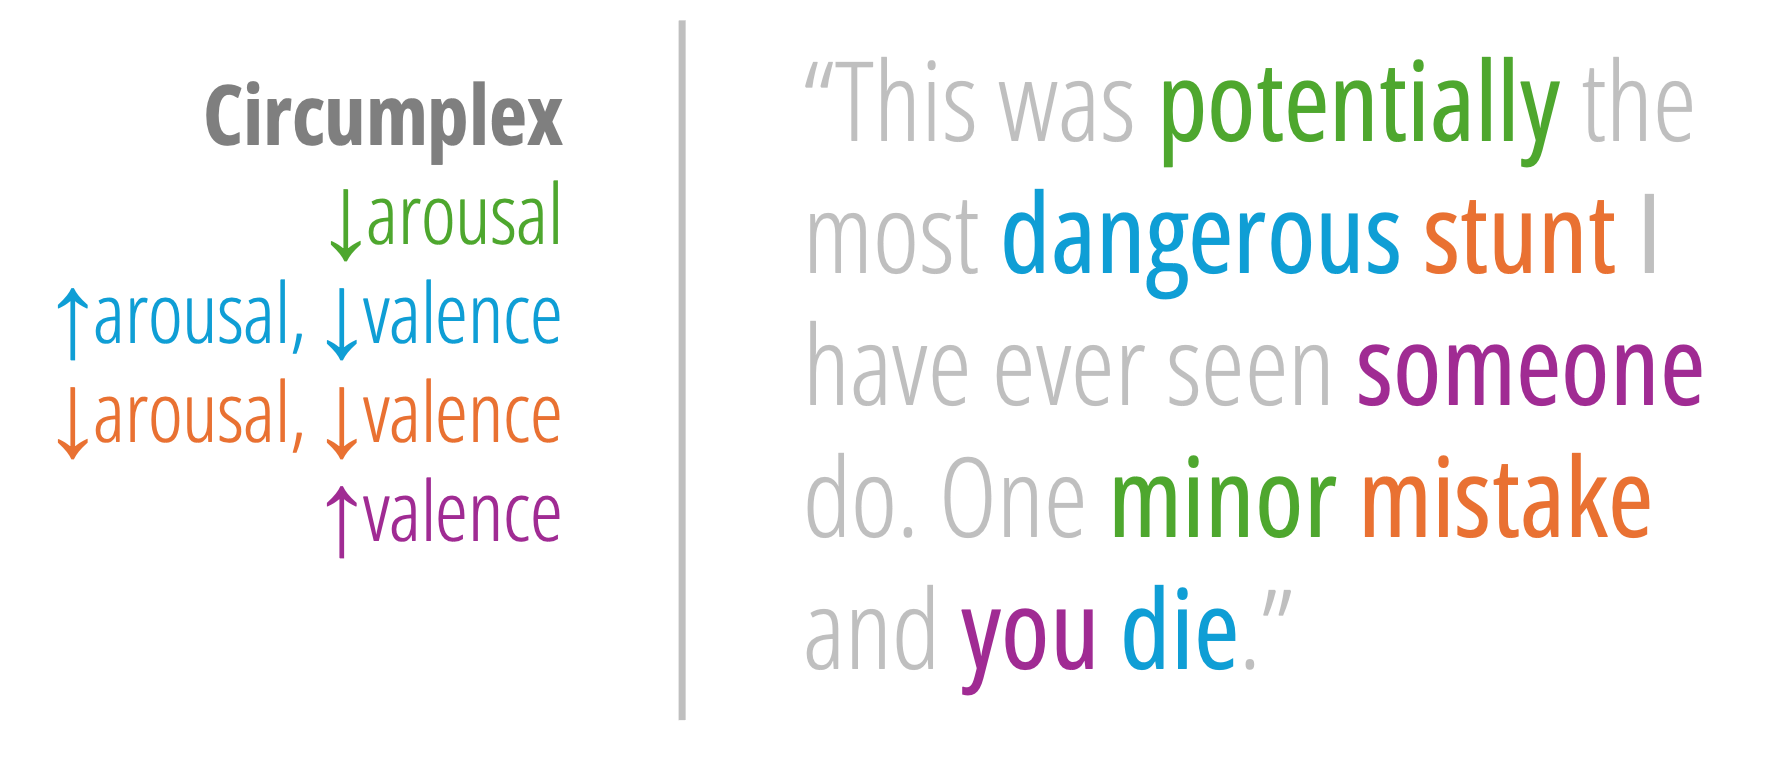 Circumplex
↓arousal
↑arousal, ↓valence
↓arousal, ↓valence
↑valence
“This was potentially the
most dangerous stunt I
have ever seen someone
do. One minor mistake
and you die.”